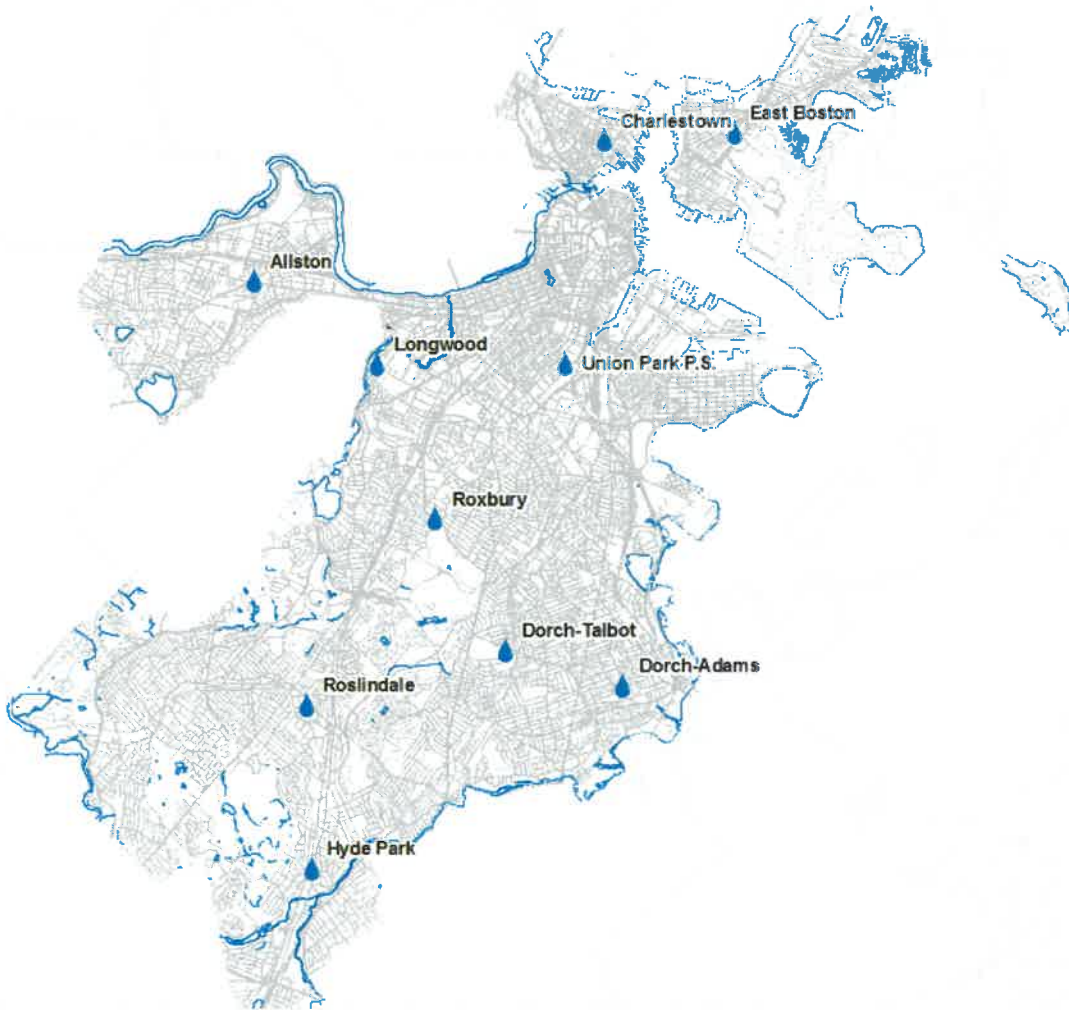 Charlestown
East Boston
Allston
Longwood
Union Park P.S.
Roxbury
Dorch-Talbot
Dorch-Adams
Roslindale
Hyde Park